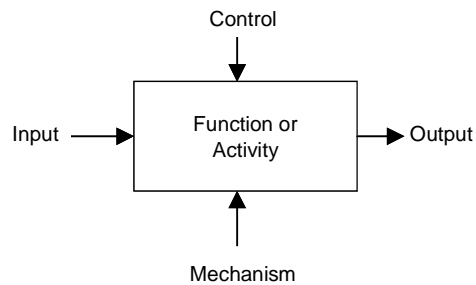 Control
Input
Function or
Activity
Output
Mechanism